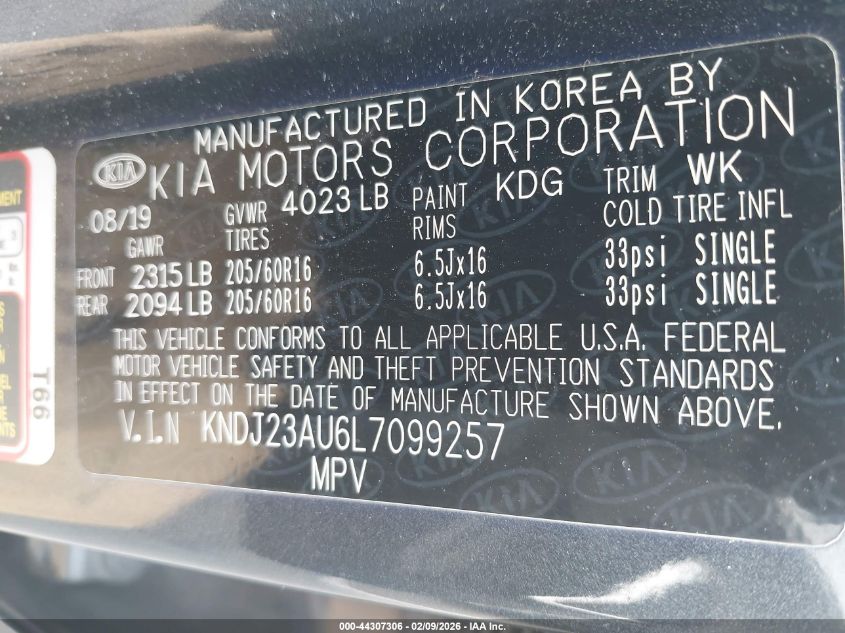 MANUFACTURED IN KOREA BY
KIA KIA MOTORS CORPORATION
08/19 GVWR 4023 LB PAINT KDG TRIM WK
GAWR TIRES RIMS COLD TIRE INFL
FRONT 2315 LB 205/60R16 6.5Jx16 33psi SINGLE
REAR 2094 LB 205/60R16 6.5Jx16 33psi SINGLE
THIS VEHICLE CONFORMS TO ALL APPLICABLE U.S.A. FEDERAL
MOTOR VEHICLE SAFETY AND THEFT PREVENTION STANDARDS
IN EFFECT ON THE DATE OF MANUFACTURE SHOWN ABOVE.
V.I.N KNDJ23AU6L7099257
MPV
T66
000-44307306 - 02/09/2026 - IAA Inc.